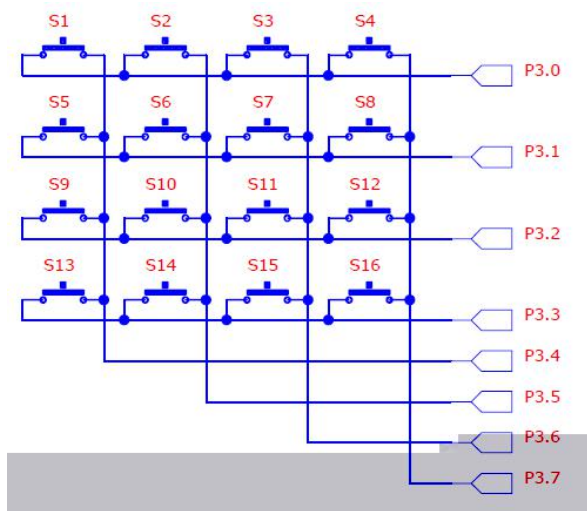 S1 S2 S3 S4
P3.0
S5 S6 S7 S8
P3.1
S9 S10 S11 S12
P3.2
S13 S14 S15 S16
P3.3
P3.4
P3.5
P3.6
P3.7